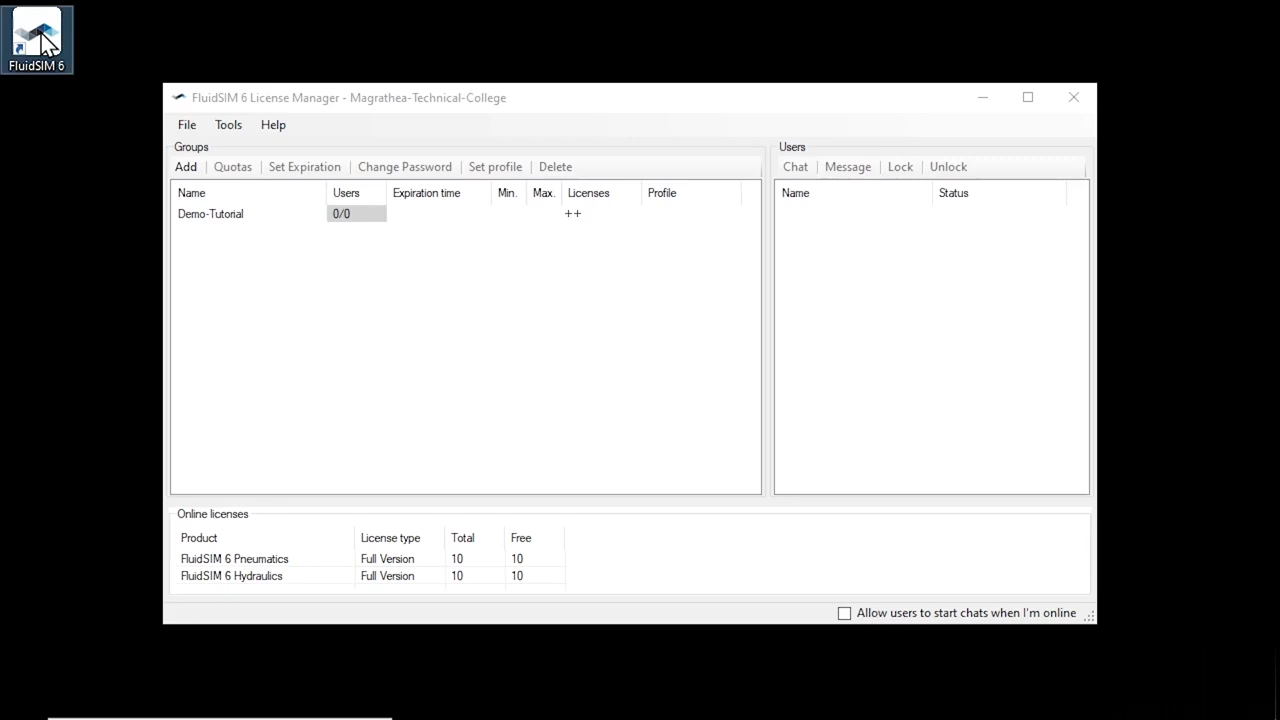 FluidSIM 6
FluidSIM 6 License Manager - Magrathea-Technical-College
File Tools Help
Groups
Add Quotas Set Expiration Change Password Set profile Delete
Name Users Expiration time Min. Max. Licenses Profile
Demo-Tutorial 0/0 ++
Users
Chat Message Lock Unlock
Name Status
Online licenses
Product License type Total Free
FluidSIM 6 Pneumatics Full Version 10 10
FluidSIM 6 Hydraulics Full Version 10 10
Allow users to start chats when I'm online